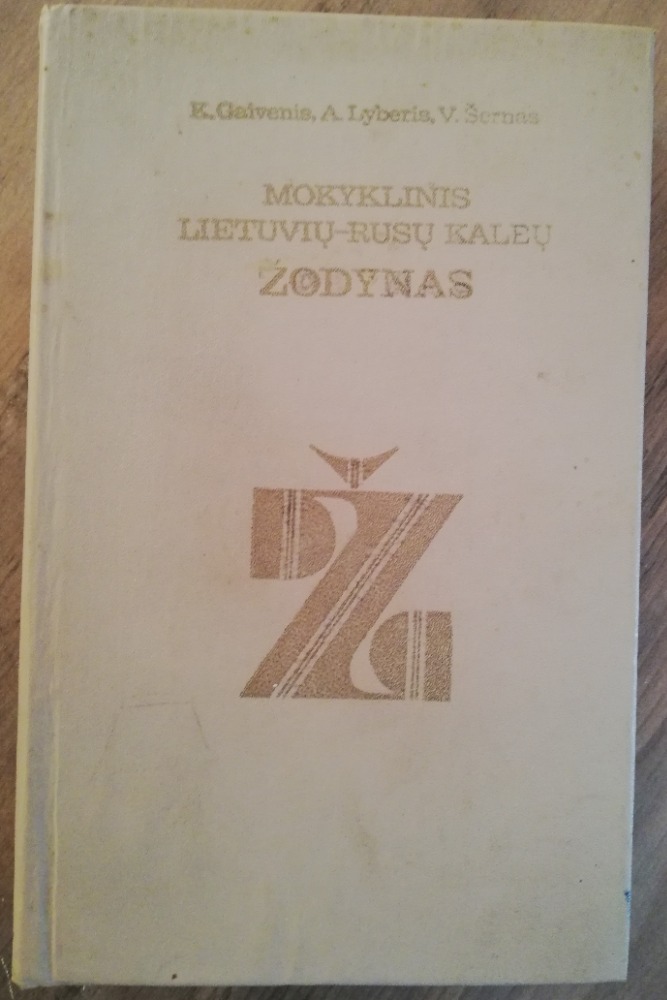 K. Gaivenis, A. Lyberis, V. Šernas
MOKYKLINIS
LIETUVIŲ–RUSŲ KALBŲ
ŽODYNAS
Ž